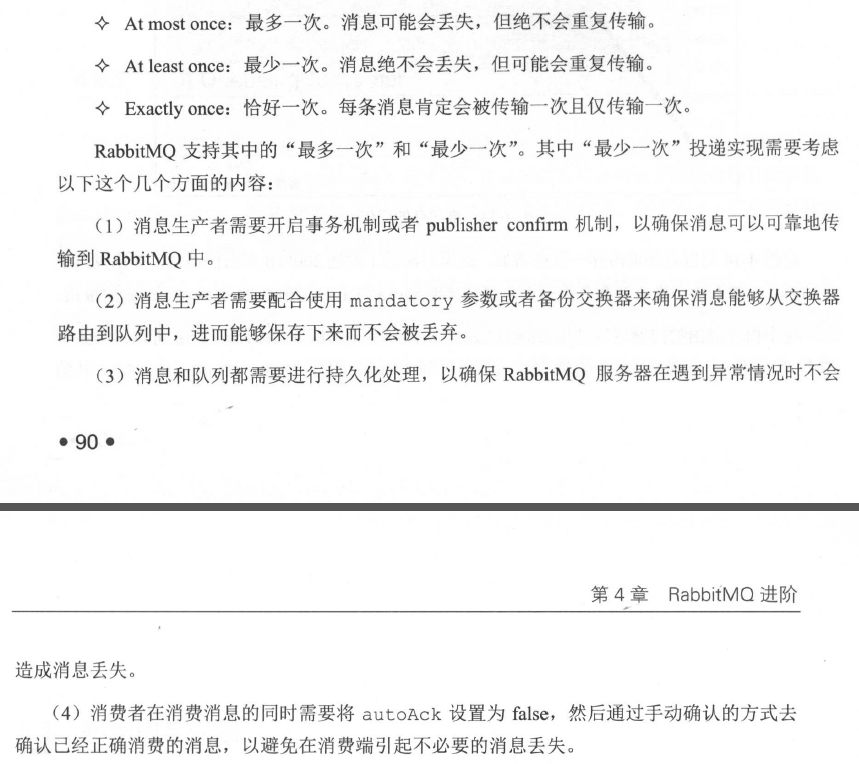 ✧ At most once：最多一次。消息可能会丢失，但绝不会重复传输。
✧ At least once：最少一次。消息绝不会丢失，但可能会重复传输。
✧ Exactly once：恰好一次。每条消息肯定会被传输一次且仅传输一次。
RabbitMQ 支持其中的“最多一次”和“最少一次”。其中“最少一次”投递实现需要考虑
以下这个几个方面的内容：
（1）消息生产者需要开启事务机制或者 publisher confirm 机制，以确保消息可以可靠地传
输到 RabbitMQ 中。
（2）消息生产者需要配合使用 mandatory 参数或者备份交换器来确保消息能够从交换器
路由到队列中，进而能够保存下来而不会被丢弃。
（3）消息和队列都需要进行持久化处理，以确保 RabbitMQ 服务器在遇到异常情况时不会
• 90 •
第 4 章 RabbitMQ 进阶
造成消息丢失。
（4）消费者在消费消息的同时需要将 autoAck 设置为 false，然后通过手动确认的方式去
确认已经正确消费的消息，以避免在消费端引起不必要的消息丢失。